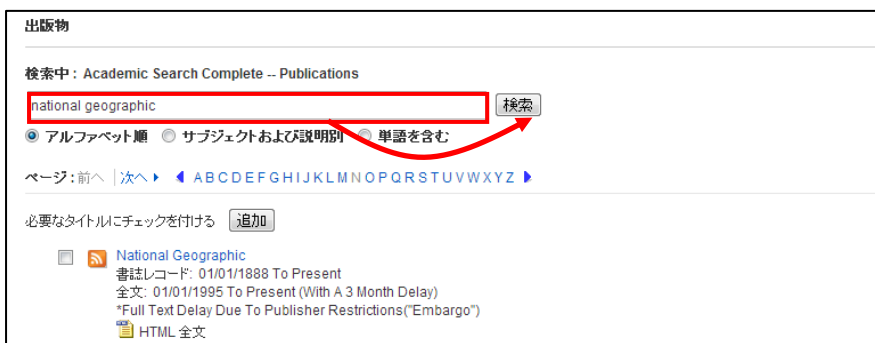 出版物
検索中 : Academic Search Complete -- Publications
national geographic 検索
アルファベット順 サブジェクトおよび説明別 単語を含む
ページ : 前へ | 次へ ABCDEFGHIJKLMNOPQRSTUVWXYZ
必要なタイトルにチェックを付ける 追加
National Geographic
書誌レコード: 01/01/1888 To Present
全文: 01/01/1995 To Present (With A 3 Month Delay)
*Full Text Delay Due To Publisher Restrictions("Embargo")
HTML 全文